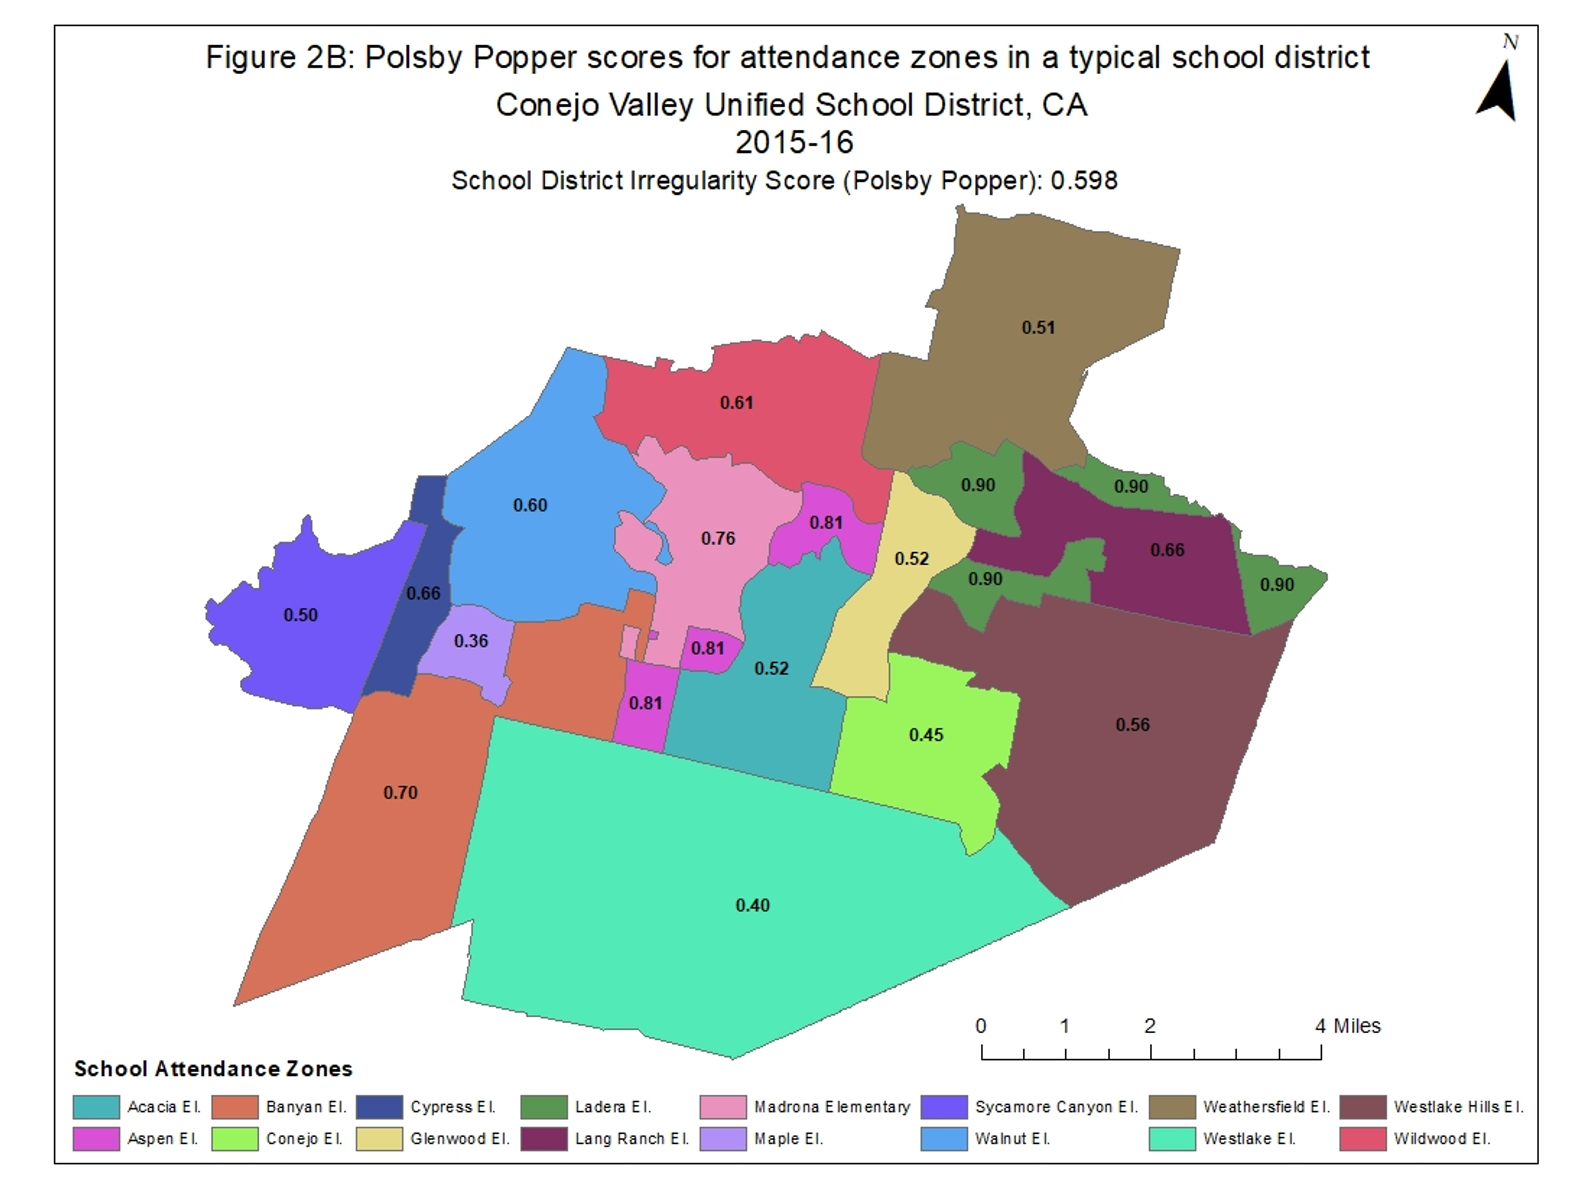 Figure 2B: Polsby Popper scores for attendance zones in a typical school district
Conejo Valley Unified School District, CA
2015-16
School District Irregularity Score (Polsby Popper): 0.598
N
0.51
0.61
0.90
0.90
0.60
0.81
0.76
0.52
0.66
0.90
0.90
0.66
0.50
0.36
0.81
0.52
0.81
0.45
0.56
0.70
0.40
0 1 2 4 Miles
School Attendance Zones
Acacia El. Banyan El. Cypress El. Ladera El. Madrona Elementary Sycamore Canyon El. Weathersfield El. Westlake Hills El.
Aspen El. Conejo El. Glenwood El. Lang Ranch El. Maple El. Walnut El. Westlake El. Wildwood El.